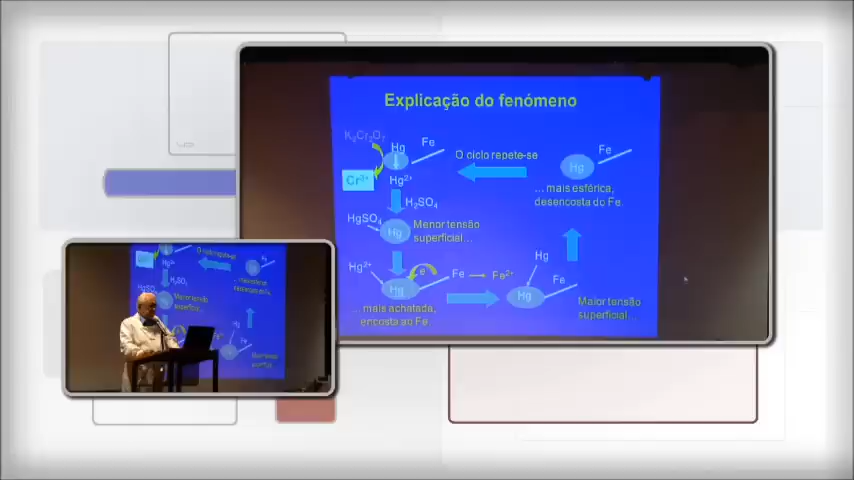 Explicação do fenómeno
K₂Cr₂O₇
Hg
Fe
O ciclo repete-se
Hg
Fe
Cr³⁺
Hg²⁺
... mais esférica,
desencosta do Fe.
H₂SO₄
HgSO₄
Hg
Menor tensão
superficial...
Hg²⁺
e⁻
Fe
Fe²⁺
Hg
Hg
Hg
Fe
... mais achatada,
encosta ao Fe
Maior tensão
superficial...